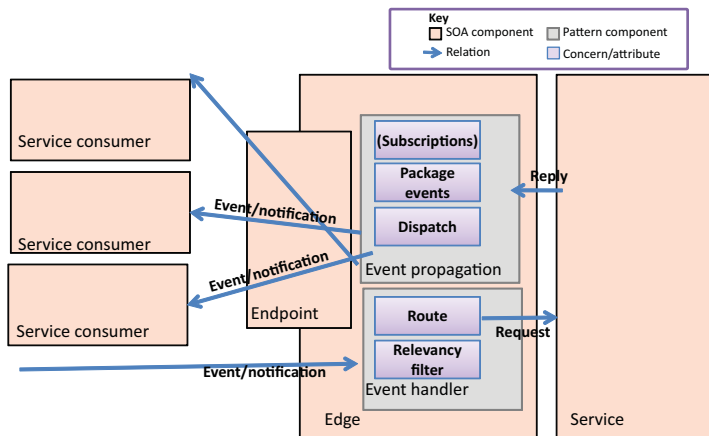 Key
SOA component
Pattern component
Relation
Concern/attribute
Service consumer
Service consumer
Service consumer
Event/notification
Event/notification
Event/notification
Endpoint
(Subscriptions)
Package
events
Dispatch
Event propagation
Reply
Route
Request
Relevancy
filter
Event handler
Edge
Service